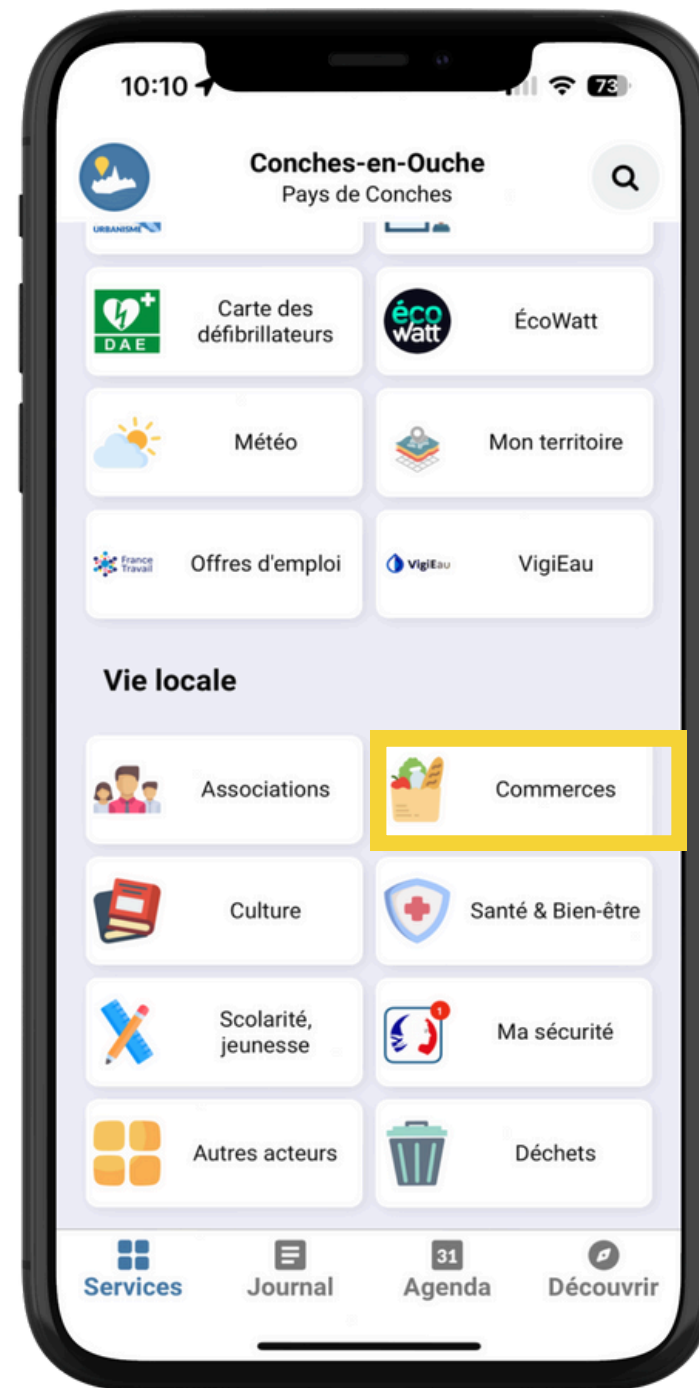 10:10
73
Conches-en-Ouche
Pays de Conches
URBANISME
DAE
Carte des
défibrillateurs
éco
watt
ÉcoWatt
Météo
Mon territoire
France
Travail
Offres d'emploi
VigiEau
VigiEau
Vie locale
Associations
Commerces
Culture
Santé & Bien-être
Scolarité,
jeunesse
1
Ma sécurité
Autres acteurs
Déchets
31
Services
Journal
Agenda
Découvrir